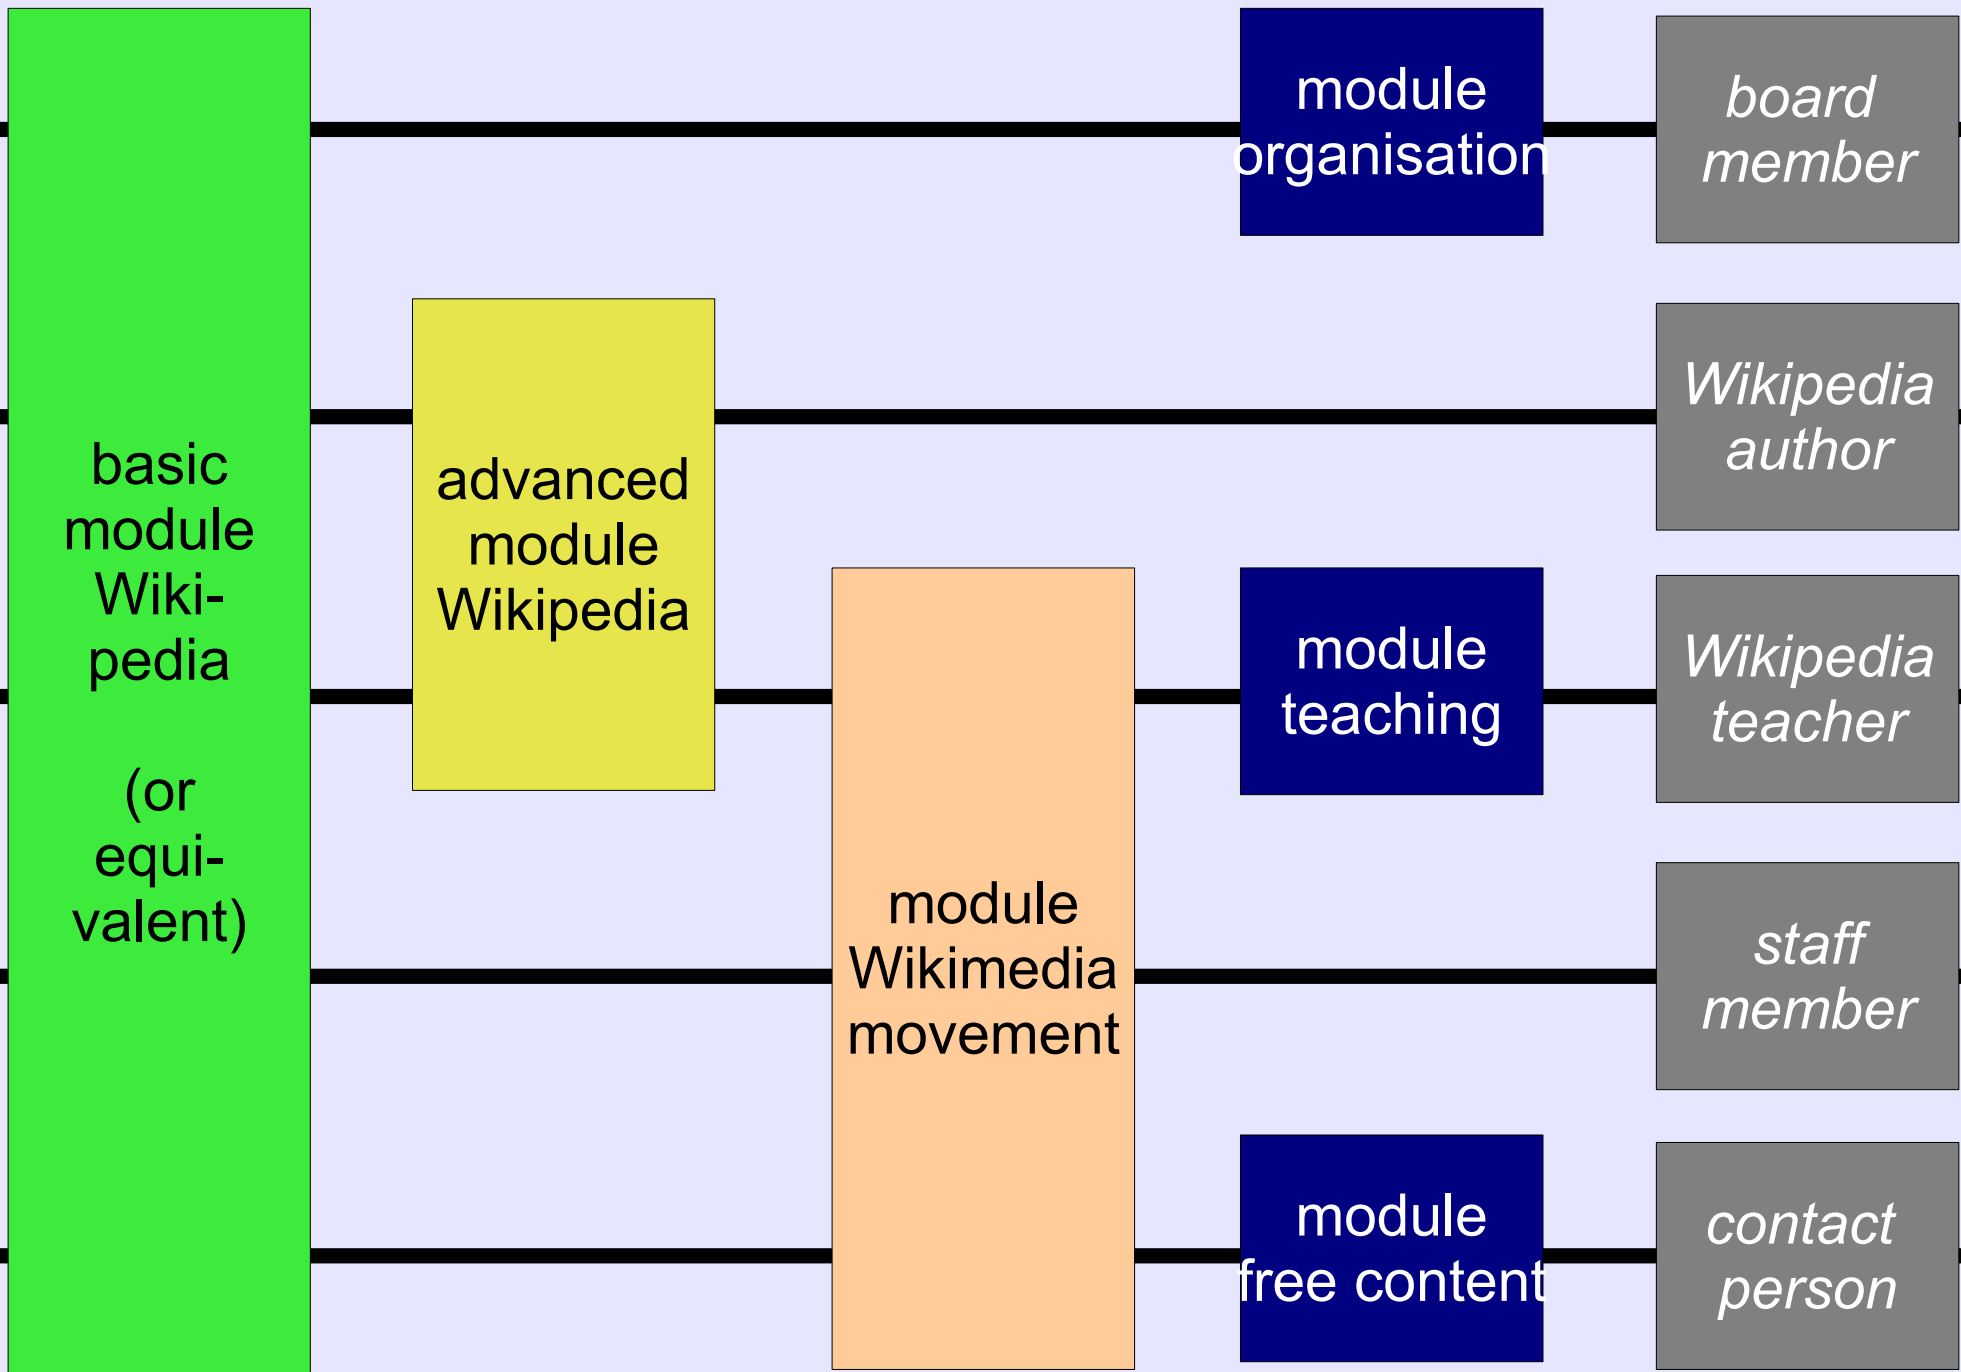 basic
module
Wiki-
pedia
(or
equi-
valent)
advanced
module
Wikipedia
module
Wikimedia
movement
module
organisation
module
teaching
module
free content
board
member
Wikipedia
author
Wikipedia
teacher
staff
member
contact
person